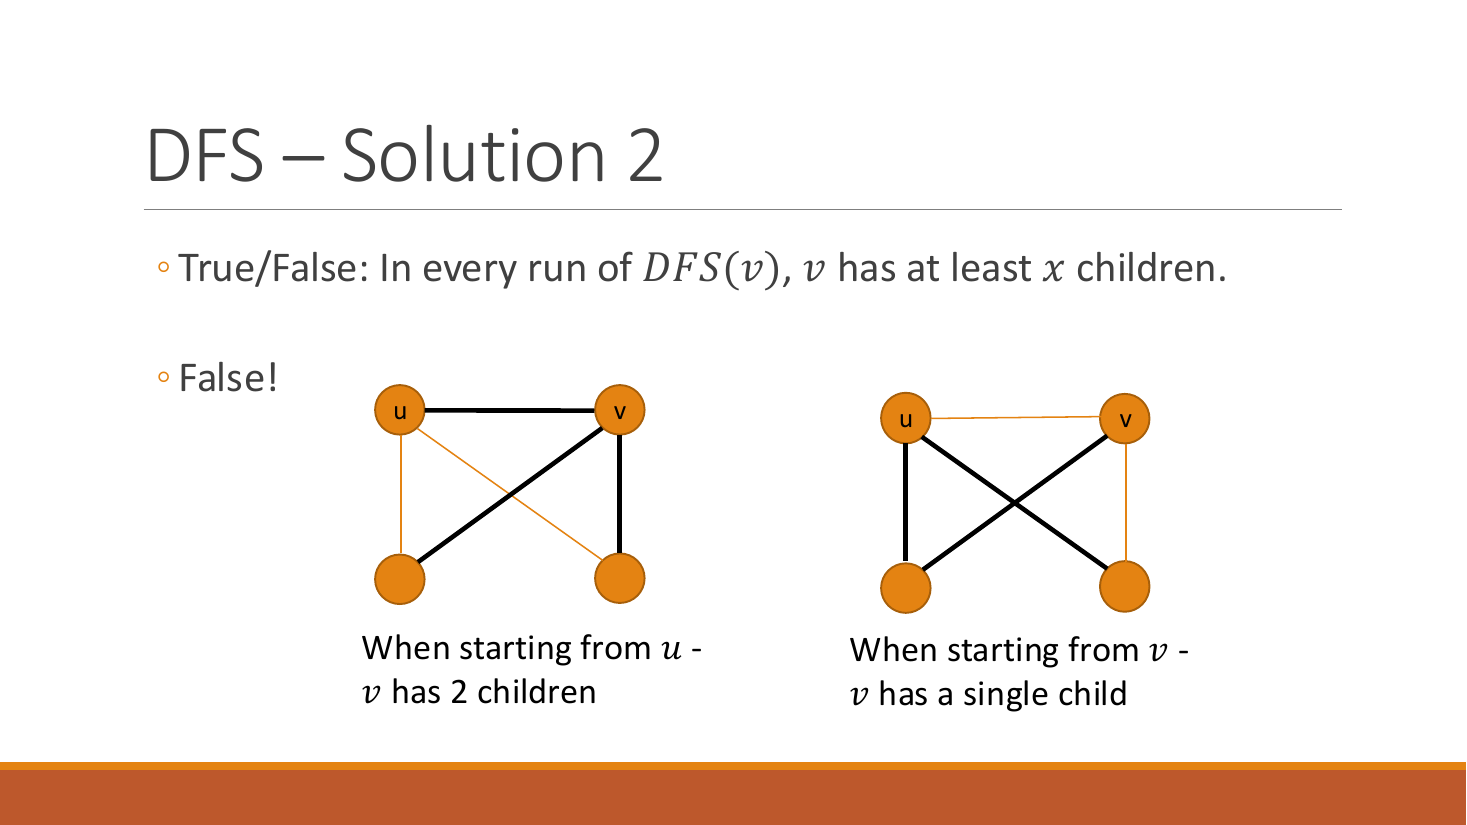 DFS – Solution 2
◦ True/False: In every run of 𝐷𝐹𝑆(𝑣), 𝑣 has at least 𝑥 children.
◦ False!
u v
u v
When starting from 𝑢 -
𝑣 has 2 children
When starting from 𝑣 -
𝑣 has a single child